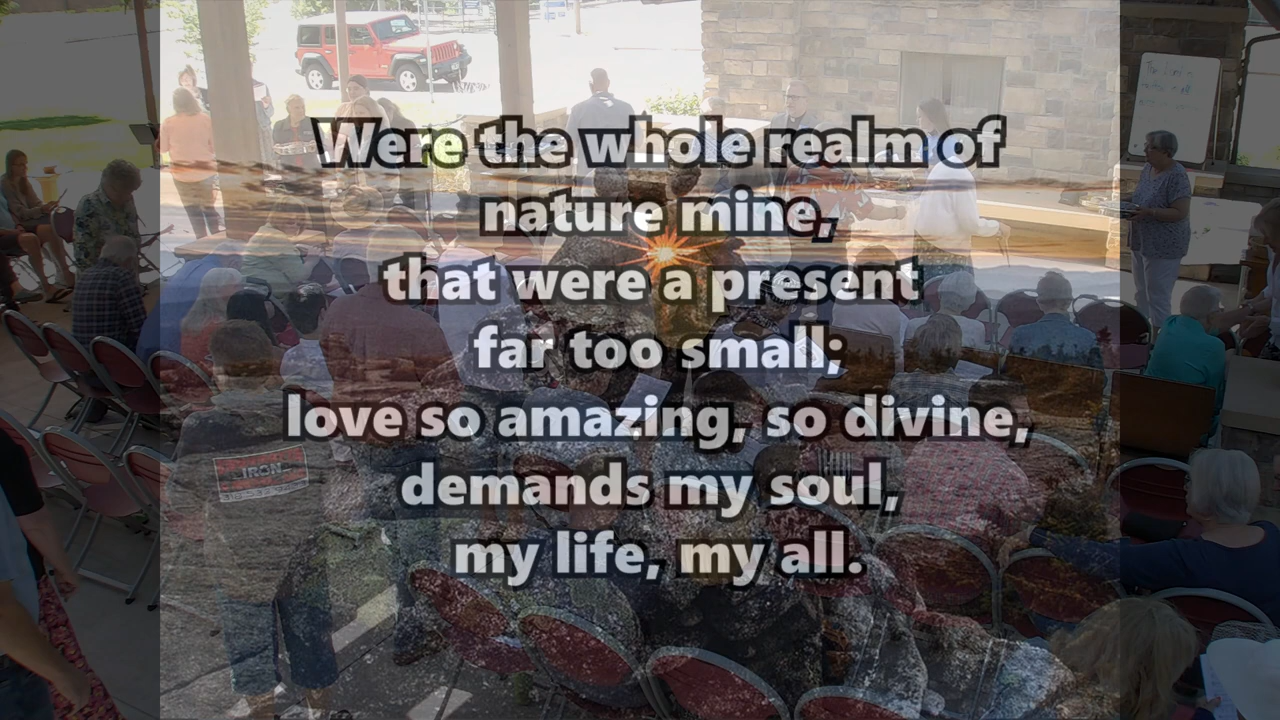 Were the whole realm of
nature mine,
that were a present
far too small;
love so amazing, so divine,
demands my soul,
my life, my all.
IRON